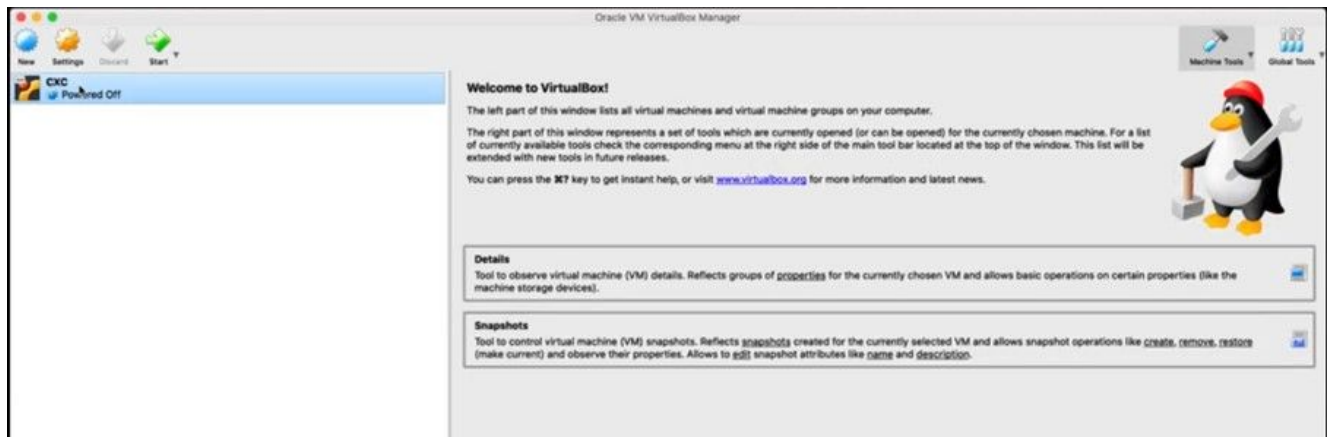 Oracle VM VirtualBox Manager
New Settings Discard Start
Machine Tools Global Tools
CXC
Powered Off
Welcome to VirtualBox!
The left part of this window lists all virtual machines and virtual machine groups on your computer.
The right part of this window represents a set of tools which are currently opened (or can be opened) for the currently chosen machine. For a list
of currently available tools check the corresponding menu at the right side of the main tool bar located at the top of the window. This list will be
extended with new tools in future releases.
You can press the ⌘? key to get instant help, or visit www.virtualbox.org for more information and latest news.
Details
Tool to observe virtual machine (VM) details. Reflects groups of properties for the currently chosen VM and allows basic operations on certain properties (like the
machine storage devices).
Snapshots
Tool to control virtual machine (VM) snapshots. Reflects snapshots created for the currently selected VM and allows snapshot operations like create, remove, restore
(make current) and observe their properties. Allows to edit snapshot attributes like name and description.